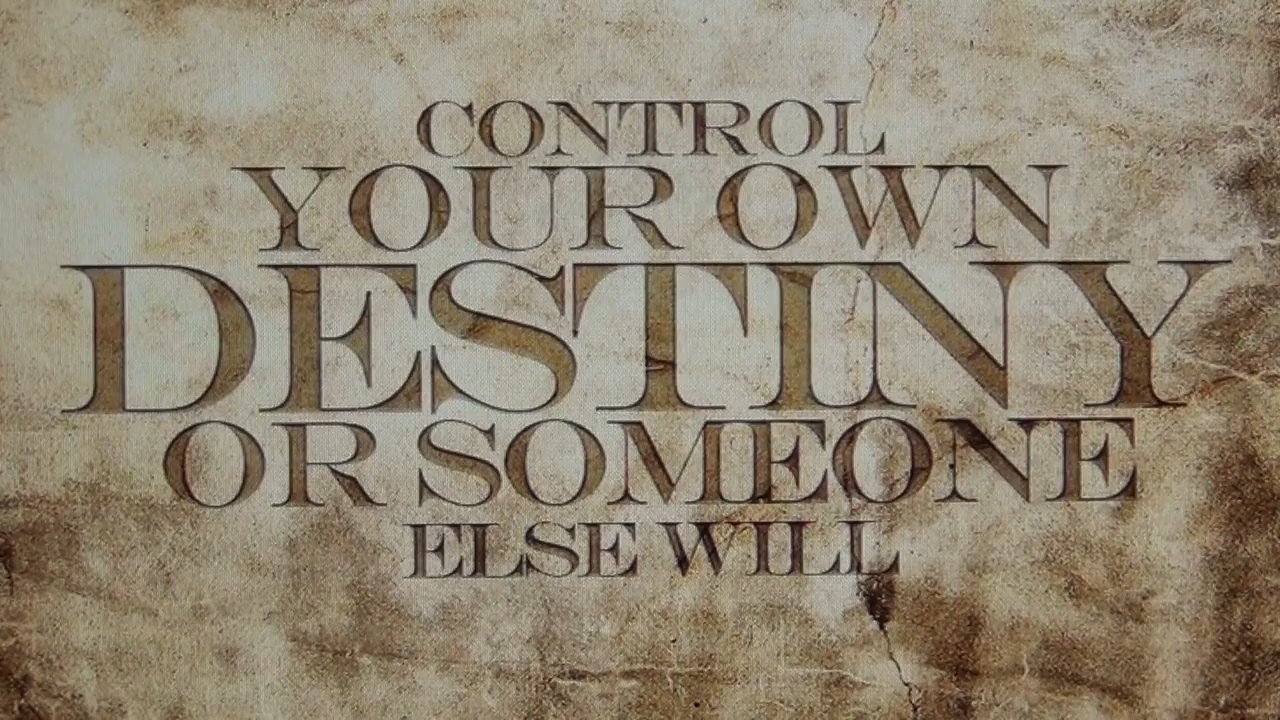 CONTROL
YOUR OWN
DESTINY
OR SOMEONE
ELSE WILL